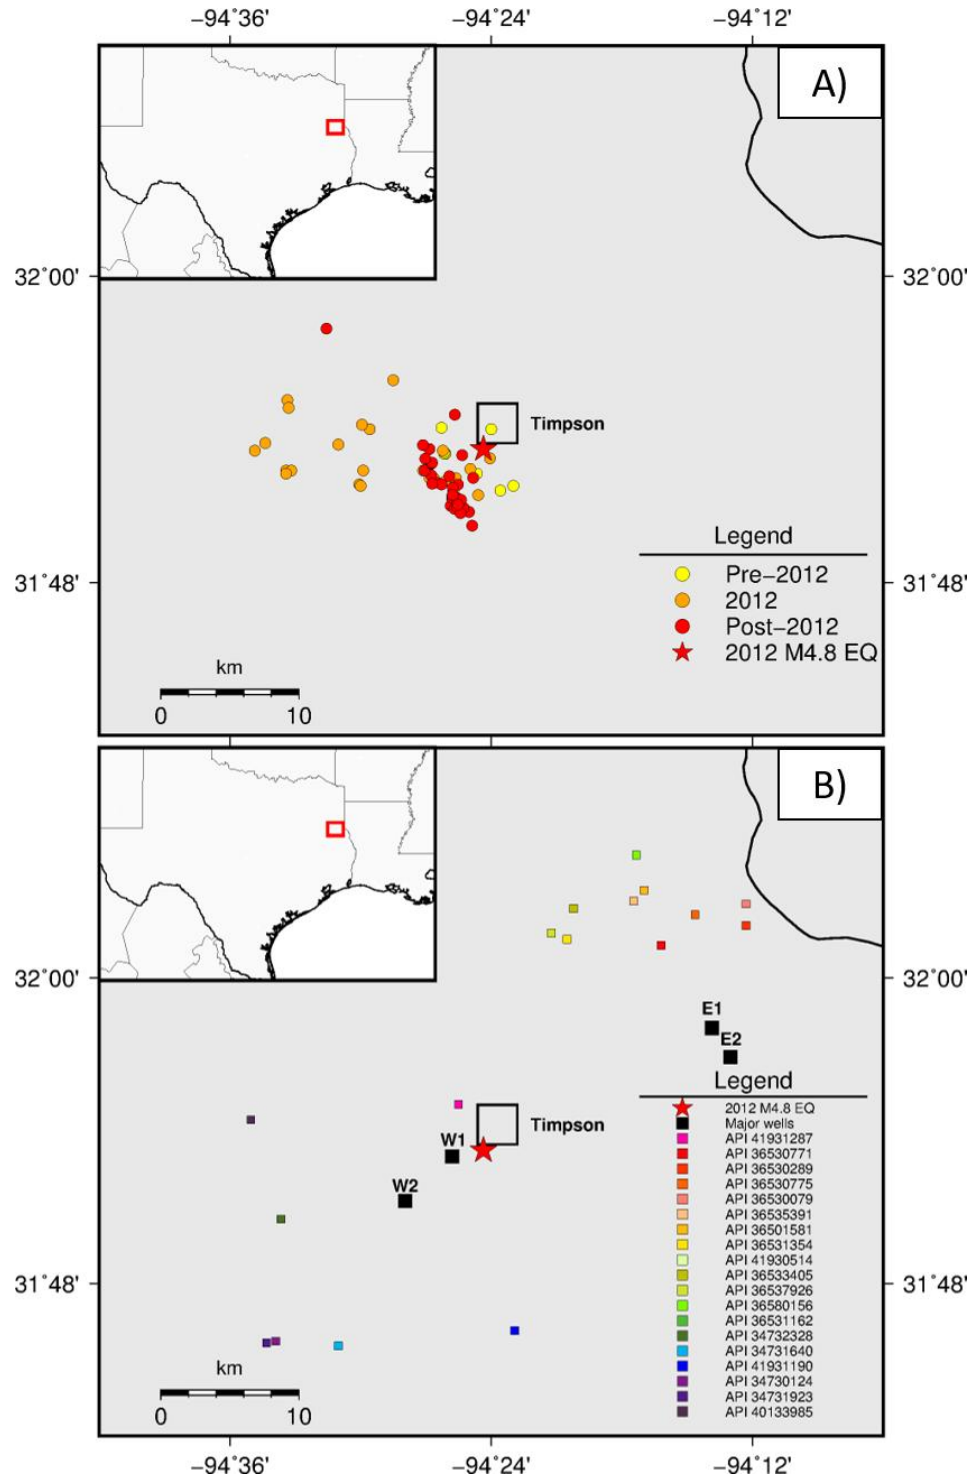 −94˚36' −94˚24' −94˚12'
A)
32˚00' 32˚00'
Timpson
Legend
31˚48' 31˚48'
Pre−2012
2012
Post−2012
2012 M4.8 EQ
km
0 10
B)
32˚00' 32˚00'
E1
E2
Legend
2012 M4.8 EQ
Timpson
Major wells
W1
API 41931287
API 36530771
API 36530289
W2
API 36530775
API 36530079
API 36535391
API 36501581
API 36531354
API 41930514
31˚48' 31˚48'
API 36533405
API 36537926
API 36580156
API 36531162
API 34732328
API 34731640
km
API 41931190
API 34730124
API 34731923
0 10
API 40133985
−94˚36' −94˚24' −94˚12'